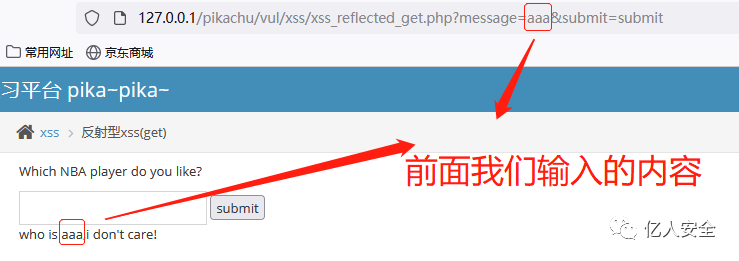 127.0.0.1/pikachu/vul/xss/xss_reflected_get.php?message=aaa&submit=submit
常用网址 京东商城
习平台 pika~pika~
xss > 反射型xss(get)
Which NBA player do you like?
前面我们输入的内容
submit
who is aaa,i don't care!
亿人安全